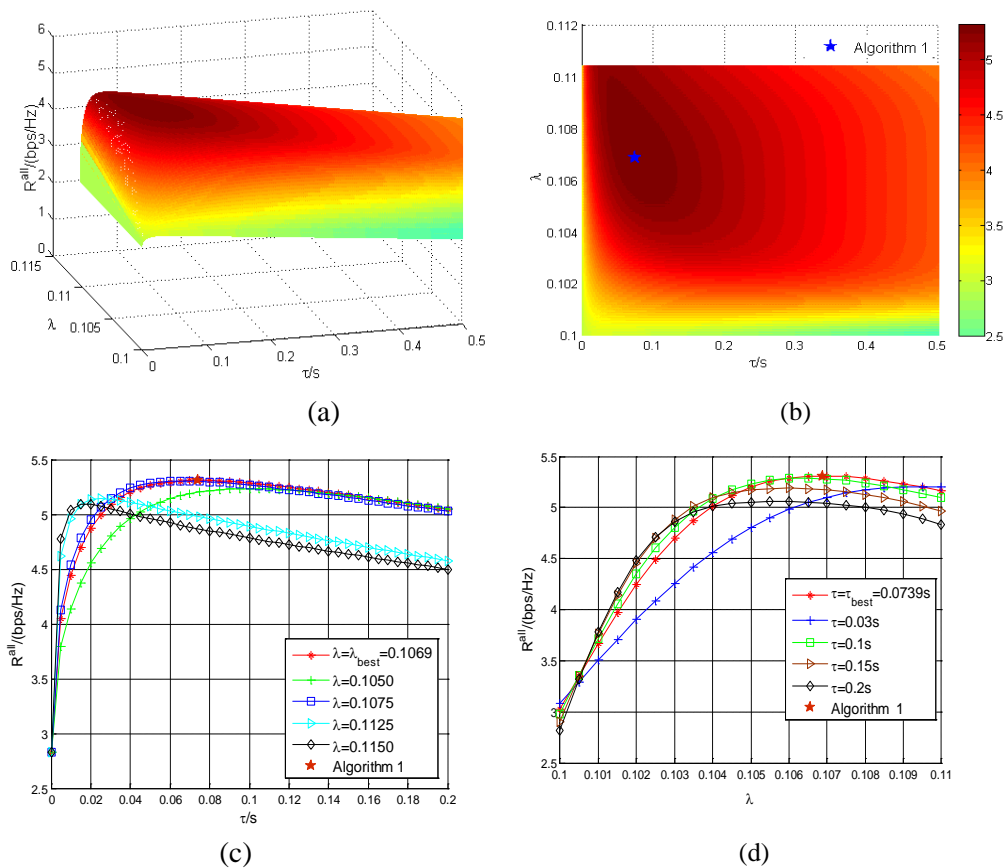 6
5
4
3
2
1
0
R^all/(bps/Hz)
0.115
0.11
0.105
0.1
λ
0
0.1
0.2
0.3
0.4
0.5
τ/s
(a)
0.112
0.11
0.108
0.106
0.104
0.102
0.1
λ
Algorithm 1
0
0.1
0.2
0.3
0.4
0.5
τ/s
5
4.5
4
3.5
3
2.5
(b)
5.5
5
4.5
4
3.5
3
2.5
R^all/(bps/Hz)
λ=λ_best=0.1069
λ=0.1050
λ=0.1075
λ=0.1125
λ=0.1150
Algorithm 1
0 0.02 0.04 0.06 0.08 0.1 0.12 0.14 0.16 0.18 0.2
τ/s
(c)
5.5
5
4.5
4
3.5
3
2.5
R^all/(bps/Hz)
τ=τ_best=0.0739s
τ=0.03s
τ=0.1s
τ=0.15s
τ=0.2s
Algorithm 1
0.1 0.101 0.102 0.103 0.104 0.105 0.106 0.107 0.108 0.109 0.11
λ
(d)